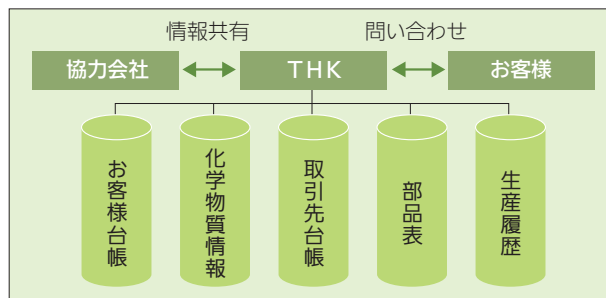 情報共有
問い合わせ
協力会社
THK
お客様
お客様台帳
化学物質情報
取引先台帳
部品表
生産履歴